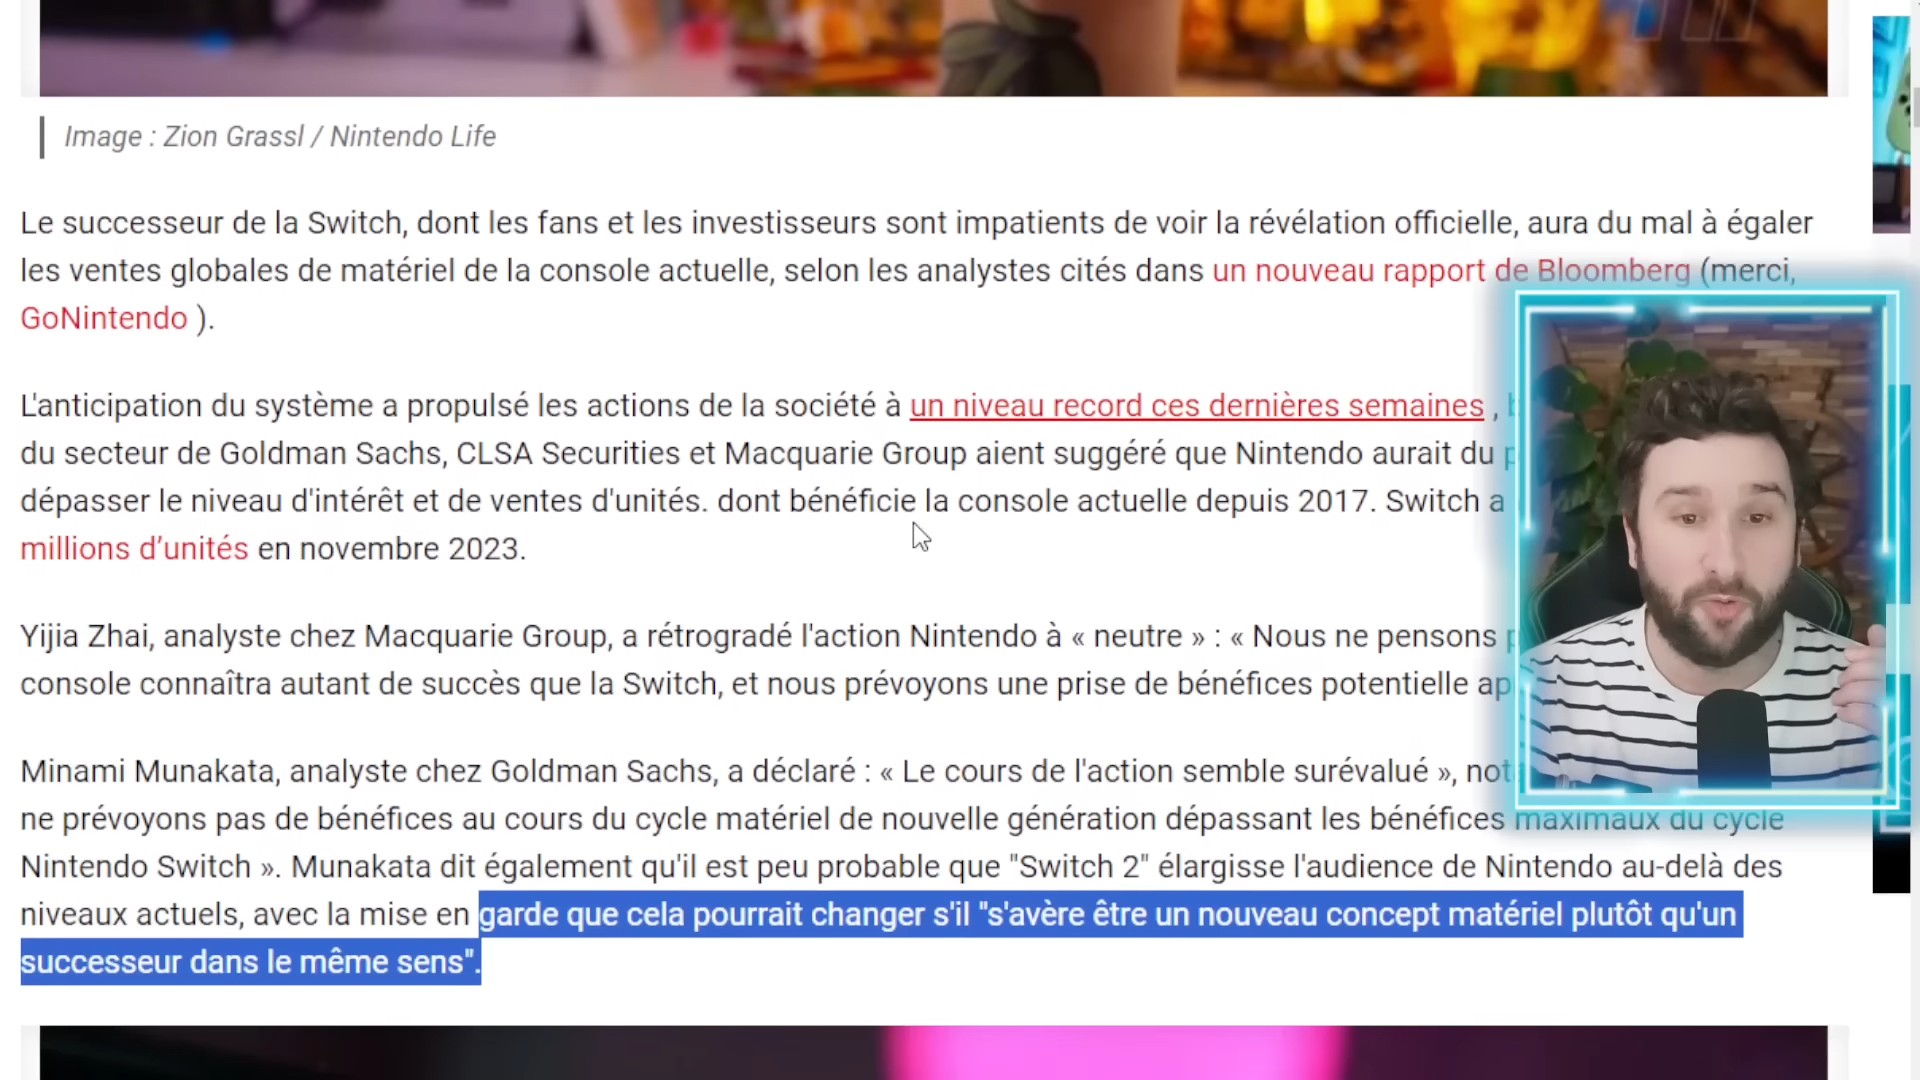 Image : Zion Grassl / Nintendo Life
Le successeur de la Switch, dont les fans et les investisseurs sont impatients de voir la révélation officielle, aura du mal à égaler
les ventes globales de matériel de la console actuelle, selon les analystes cités dans un nouveau rapport de Bloomberg (merci,
GoNintendo ).
L'anticipation du système a propulsé les actions de la société à un niveau record ces dernières semaines ,
du secteur de Goldman Sachs, CLSA Securities et Macquarie Group aient suggéré que Nintendo aurait du
dépasser le niveau d'intérêt et de ventes d'unités. dont bénéficie la console actuelle depuis 2017. Switch a
millions d’unités en novembre 2023.
Yijia Zhai, analyste chez Macquarie Group, a rétrogradé l'action Nintendo à « neutre » : « Nous ne pensons
console connaîtra autant de succès que la Switch, et nous prévoyons une prise de bénéfices potentielle
Minami Munakata, analyste chez Goldman Sachs, a déclaré : « Le cours de l'action semble surévalué »,
ne prévoyons pas de bénéfices au cours du cycle matériel de nouvelle génération dépassant les bénéfices maximaux du cycle
Nintendo Switch ». Munakata dit également qu'il est peu probable que "Switch 2" élargisse l'audience de Nintendo au-delà des
niveaux actuels, avec la mise en garde que cela pourrait changer s'il "s'avère être un nouveau concept matériel plutôt qu'un
successeur dans le même sens".